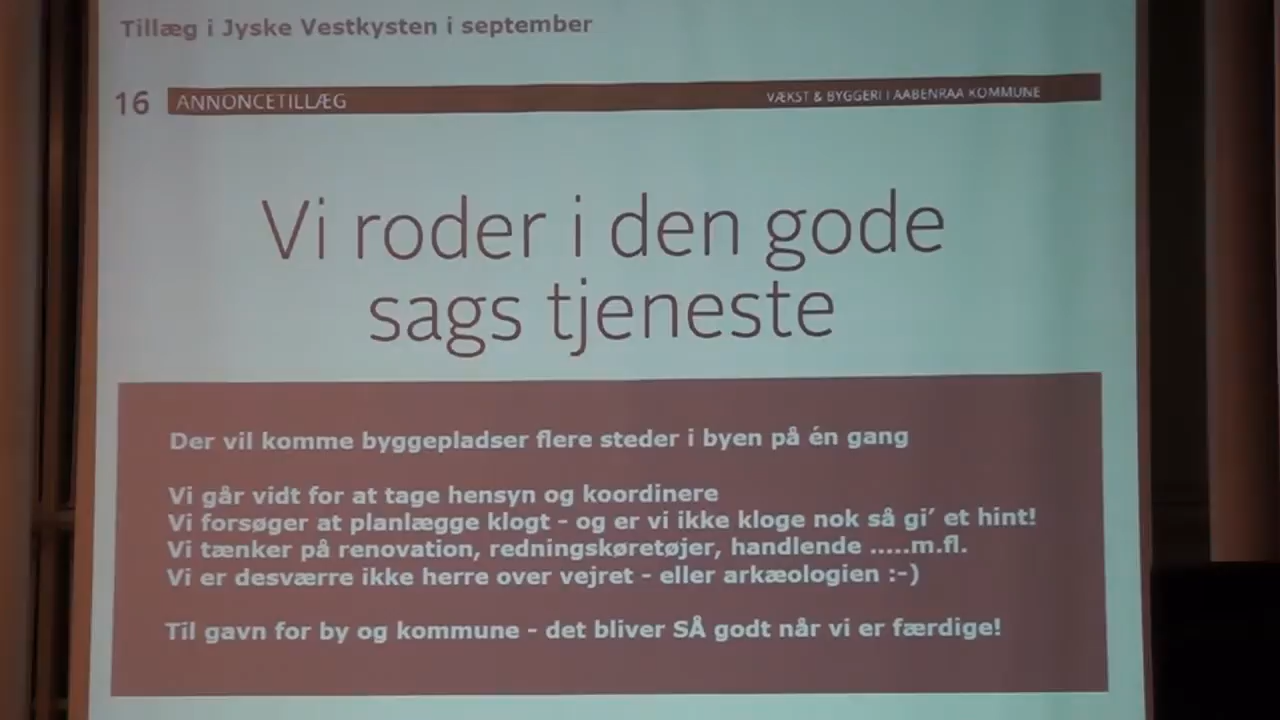 Tillæg i Jyske Vestkysten i september
16 ANNONCETILLÆG VÆKST & BYGGERI I AABENRAA KOMMUNE
Vi roder i den gode
sags tjeneste
Der vil komme byggepladser flere steder i byen på én gang
Vi går vidt for at tage hensyn og koordinere
Vi forsøger at planlægge klogt - og er vi ikke kloge nok så gi’ et hint!
Vi tænker på renovation, redningskøretøjer, handlende .....m.fl.
Vi er desværre ikke herre over vejret - eller arkæologien :-)
Til gavn for by og kommune - det bliver SÅ godt når vi er færdige!